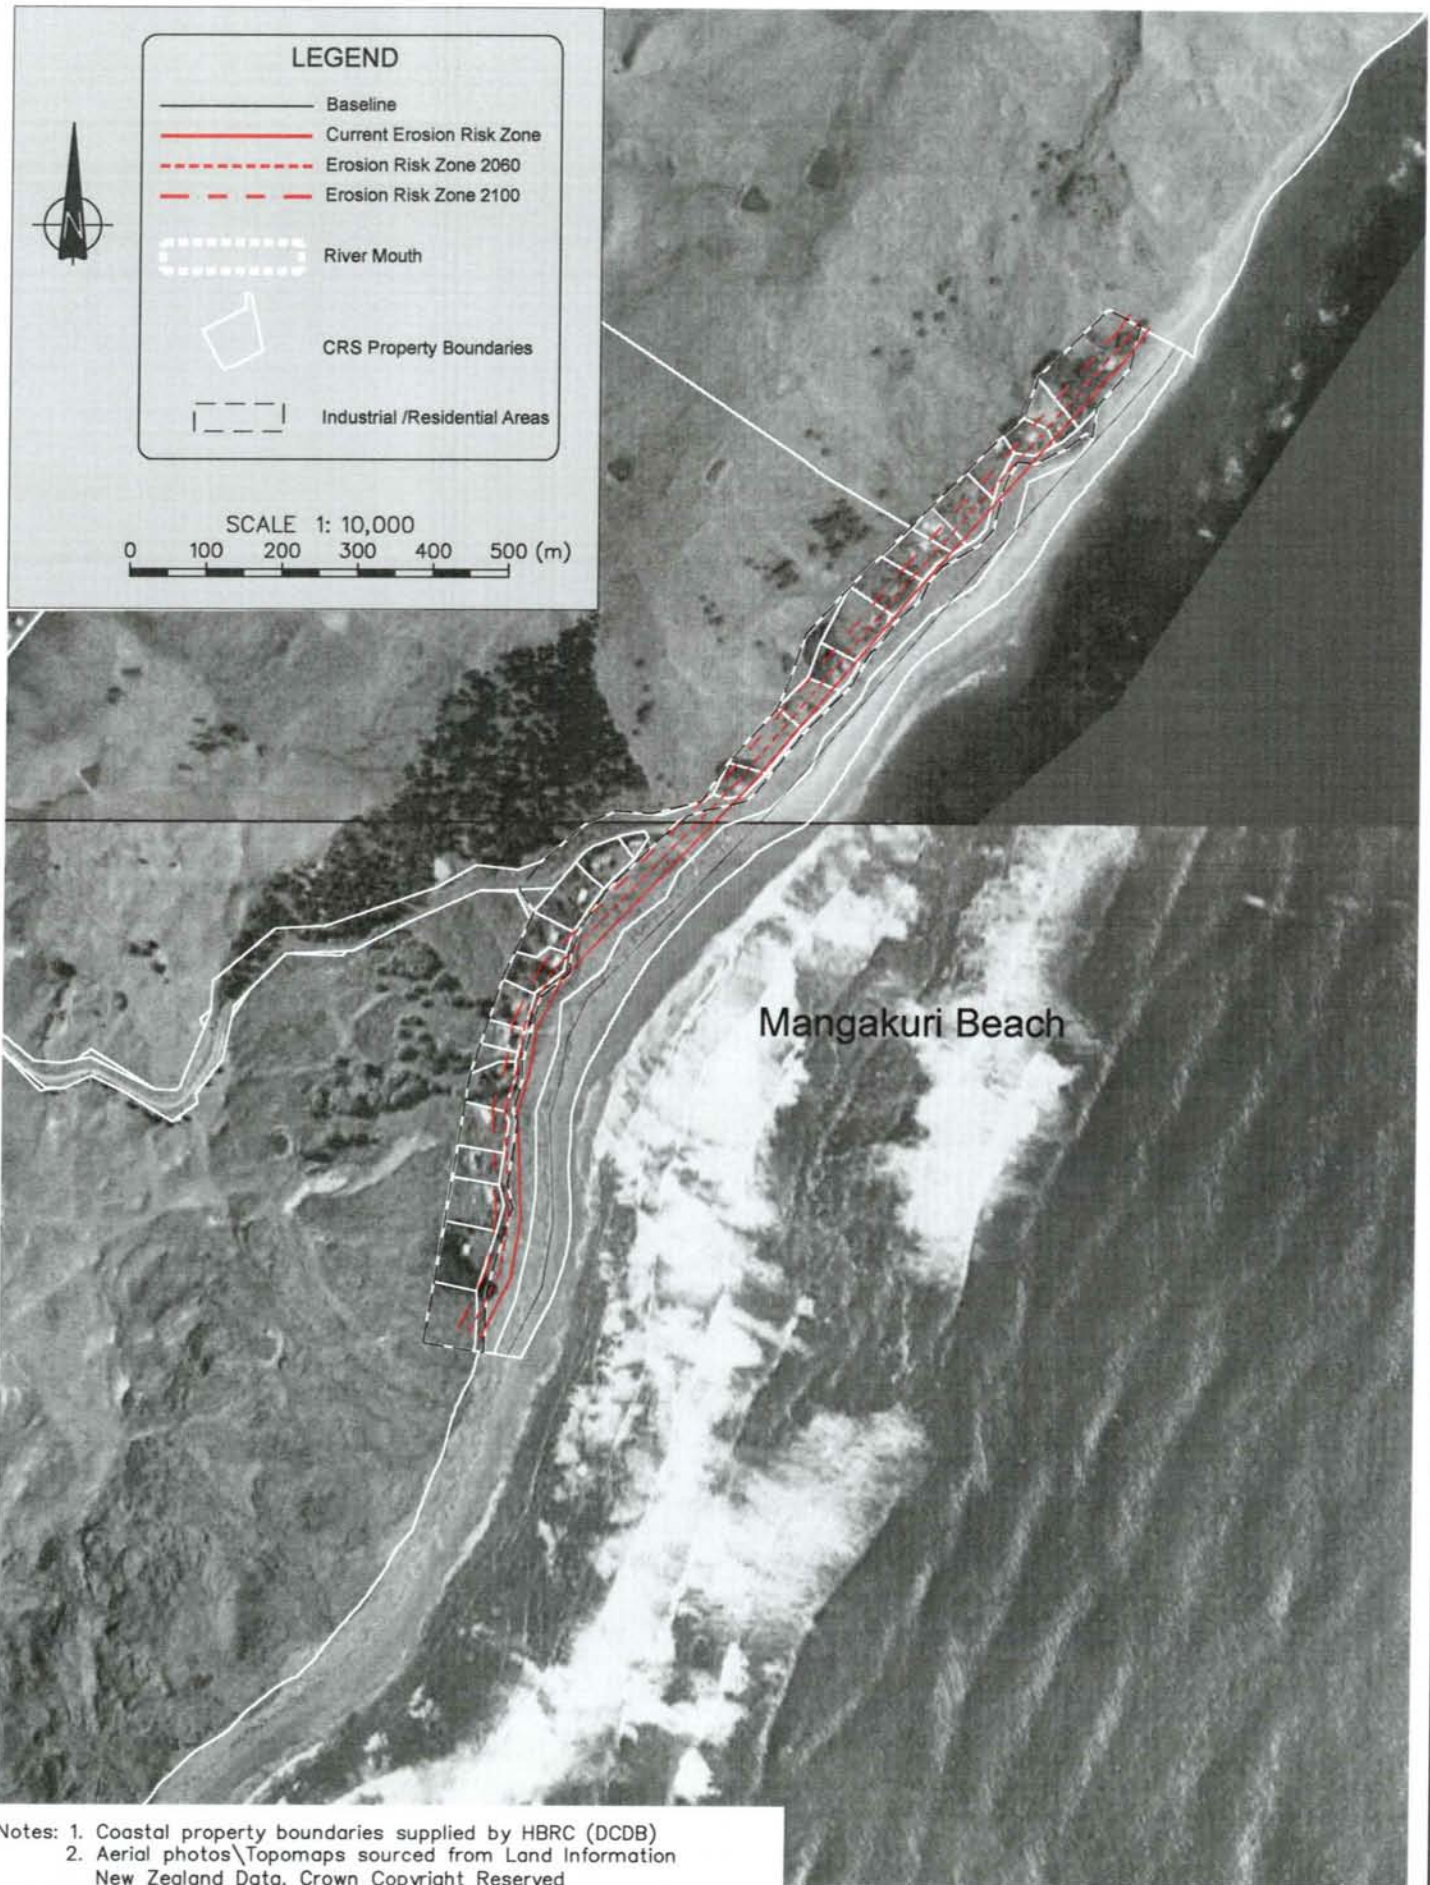 LEGEND
Baseline
Current Erosion Risk Zone
Erosion Risk Zone 2060
Erosion Risk Zone 2100
N
River Mouth
CRS Property Boundaries
Industrial /Residential Areas
SCALE 1: 10,000
0 100 200 300 400 500 (m)
Mangakuri Beach
Notes: 1. Coastal property boundaries supplied by HBRC (DCDB)
2. Aerial photos\Topomaps sourced from Land Information
New Zealand Data. Crown Copyright Reserved